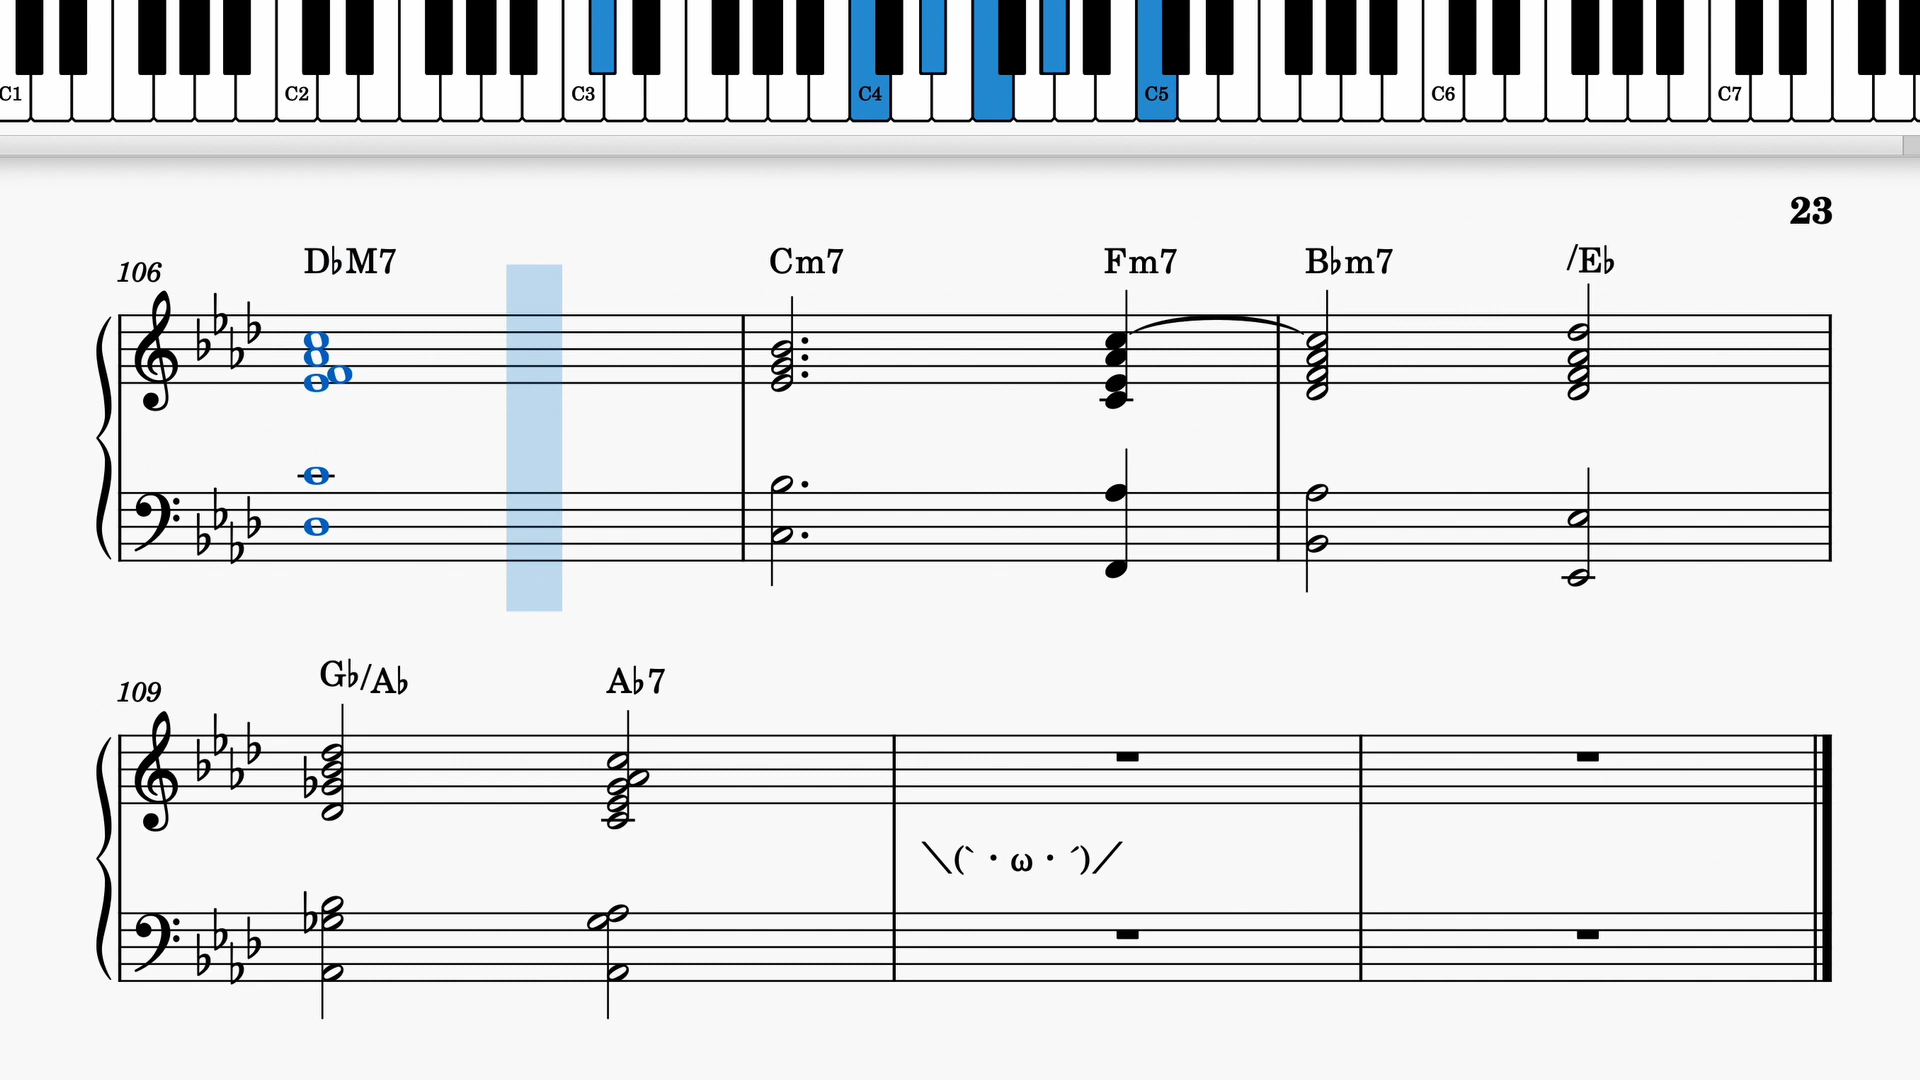 C1 C2 C3 C4 C5 C6 C7
23
106 D♭M7 Cm7 Fm7 B♭m7 /E♭
109 G♭/A♭ A♭7
＼(`・ω・´)／